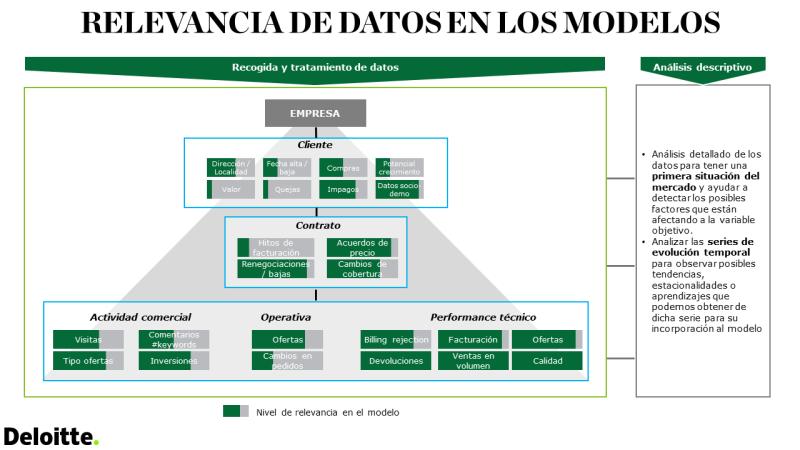 RELEVANCIA DE DATOS EN LOS MODELOS
Recogida y tratamiento de datos
EMPRESA
Cliente
Dirección /
Localidad
Fecha alta /
baja
Compras
Potencial
crecimiento
Valor
Quejas
Impagos
Datos socio-
demo
Contrato
Hitos de
facturación
Acuerdos de
precio
Renegociaciones
/ bajas
Cambios de
cobertura
Actividad comercial
Visitas
Comentarios
#keywords
Tipo ofertas
Inversiones
Operativa
Ofertas
Cambios en
pedidos
Performance técnico
Billing rejection
Facturación
Ofertas
Devoluciones
Ventas en
volumen
Calidad
Nivel de relevancia en el modelo
Análisis descriptivo
• Análisis detallado de los
datos para tener una
primera situación del
mercado y ayudar a
detectar los posibles
factores que están
afectando a la variable
objetivo.
• Analizar las series de
evolución temporal
para observar posibles
tendencias,
estacionalidades o
aprendizajes que
podemos obtener de
dicha serie para su
incorporación al modelo
Deloitte.